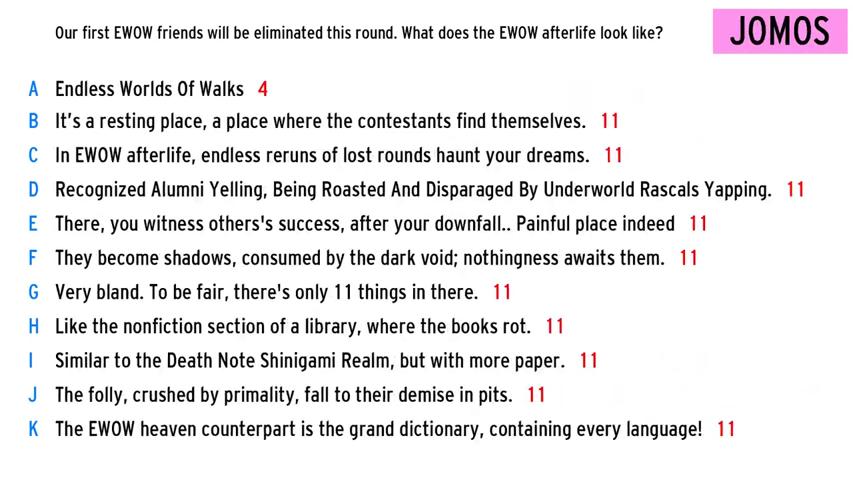 Our first EWOW friends will be eliminated this round. What does the EWOW afterlife look like?
JOMOS
A Endless Worlds Of Walks 4
B It's a resting place, a place where the contestants find themselves. 11
C In EWOW afterlife, endless reruns of lost rounds haunt your dreams. 11
D Recognized Alumni Yelling, Being Roasted And Disparaged By Underworld Rascals Yapping. 11
E There, you witness others's success, after your downfall.. Painful place indeed 11
F They become shadows, consumed by the dark void; nothingness awaits them. 11
G Very bland. To be fair, there's only 11 things in there. 11
H Like the nonfiction section of a library, where the books rot. 11
I Similar to the Death Note Shinigami Realm, but with more paper. 11
J The folly, crushed by primality, fall to their demise in pits. 11
K The EWOW heaven counterpart is the grand dictionary, containing every language! 11